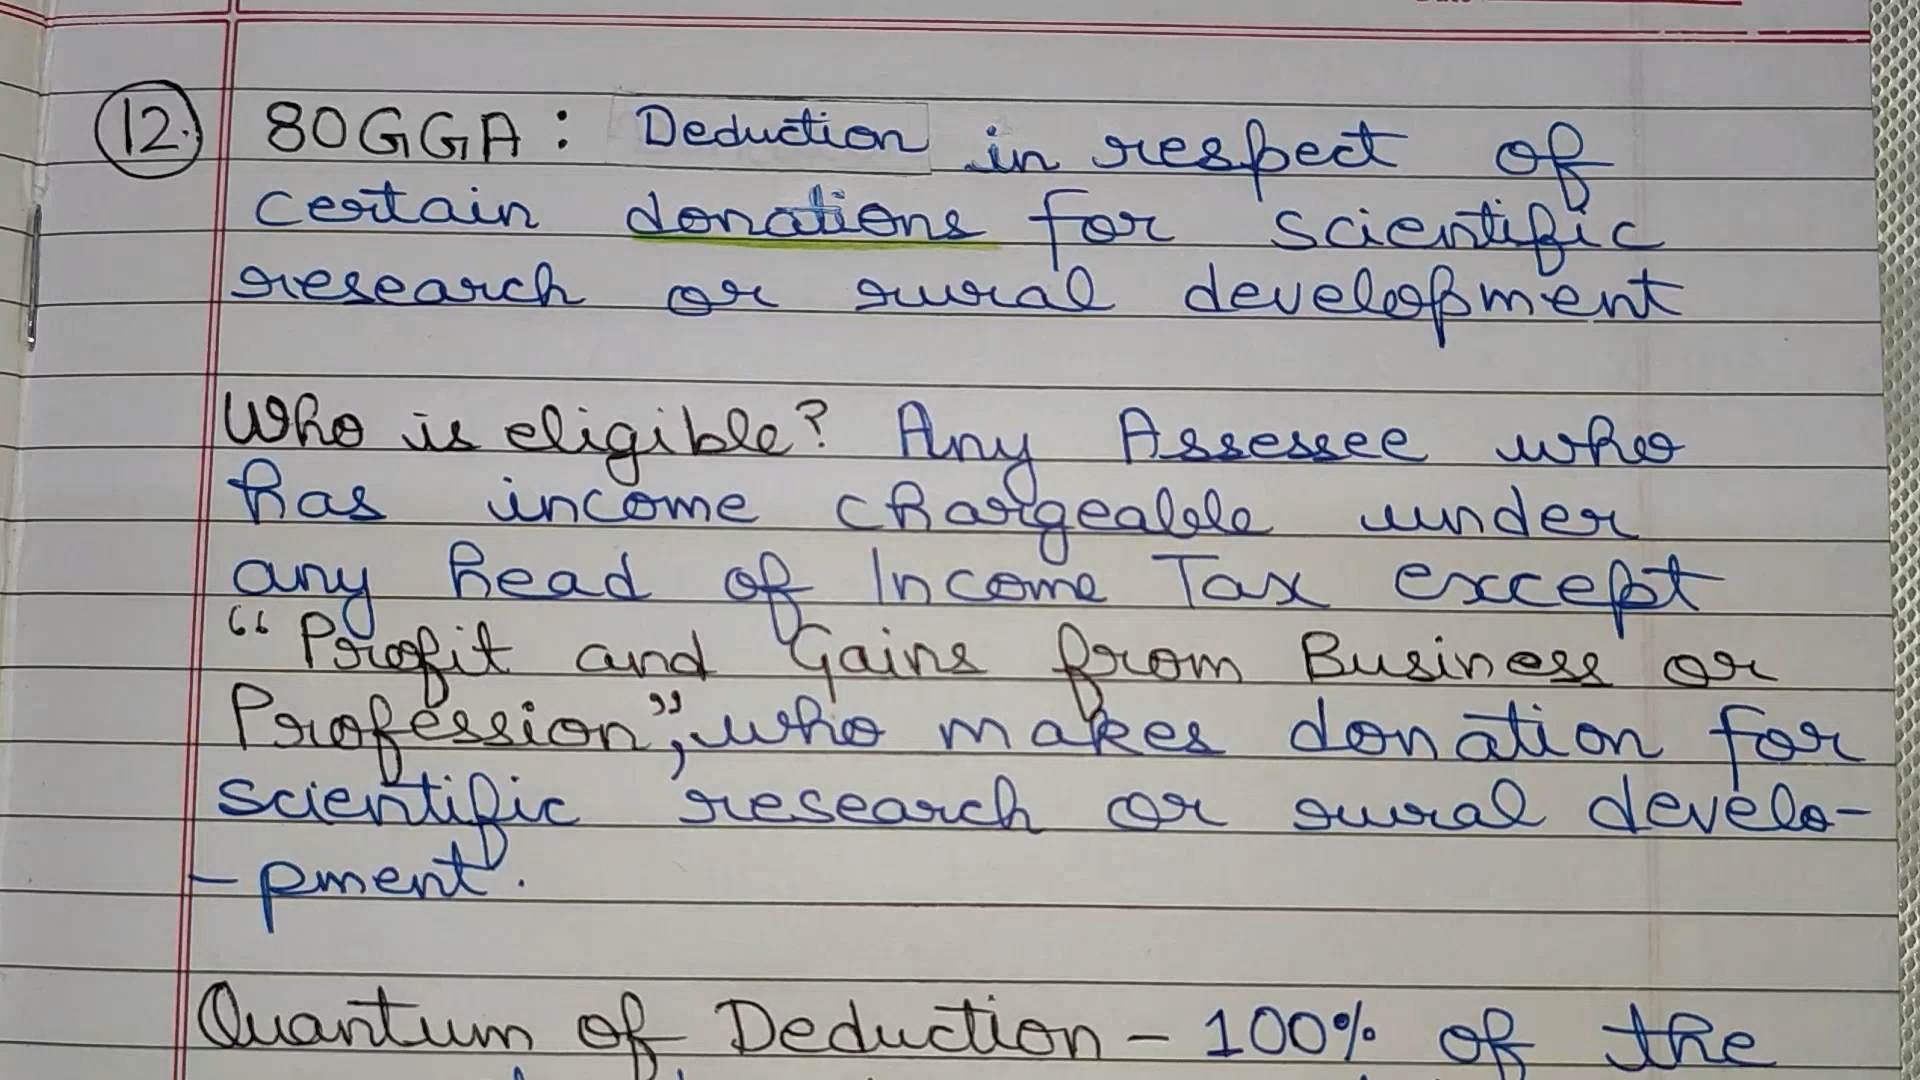 12. 80GGA: Deduction in respect of
certain donations for scientific
research or rural development
Who is eligible? Any Assessee who
has income chargeable under
any head of Income Tax except
“Profit and Gains from Business or
Profession”, who makes donation for
scientific research or rural develo-
-pment.
Quantum of Deduction - 100% of the